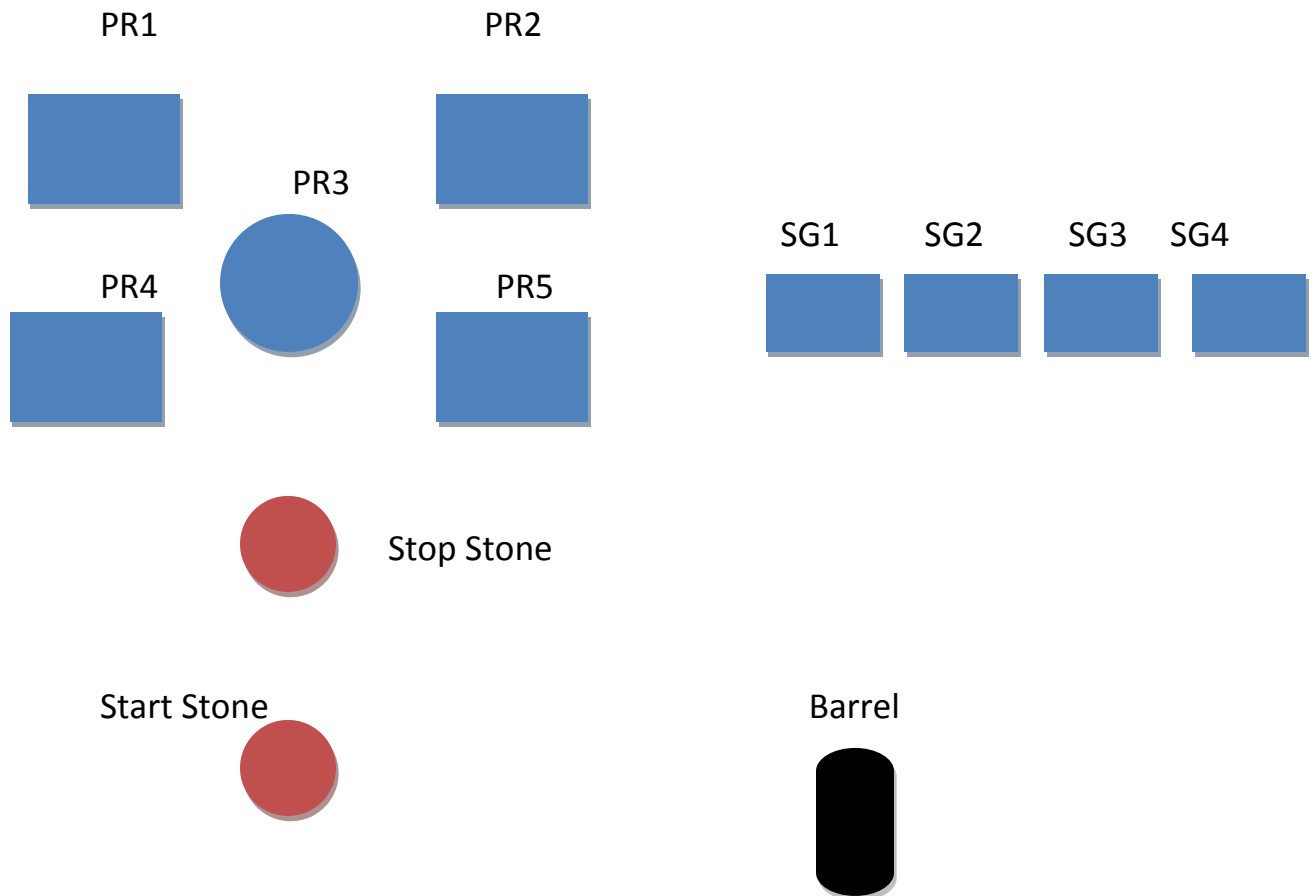 PR1 PR2
PR3
SG1 SG2 SG3 SG4
PR4 PR5
Stop Stone
Start Stone Barrel